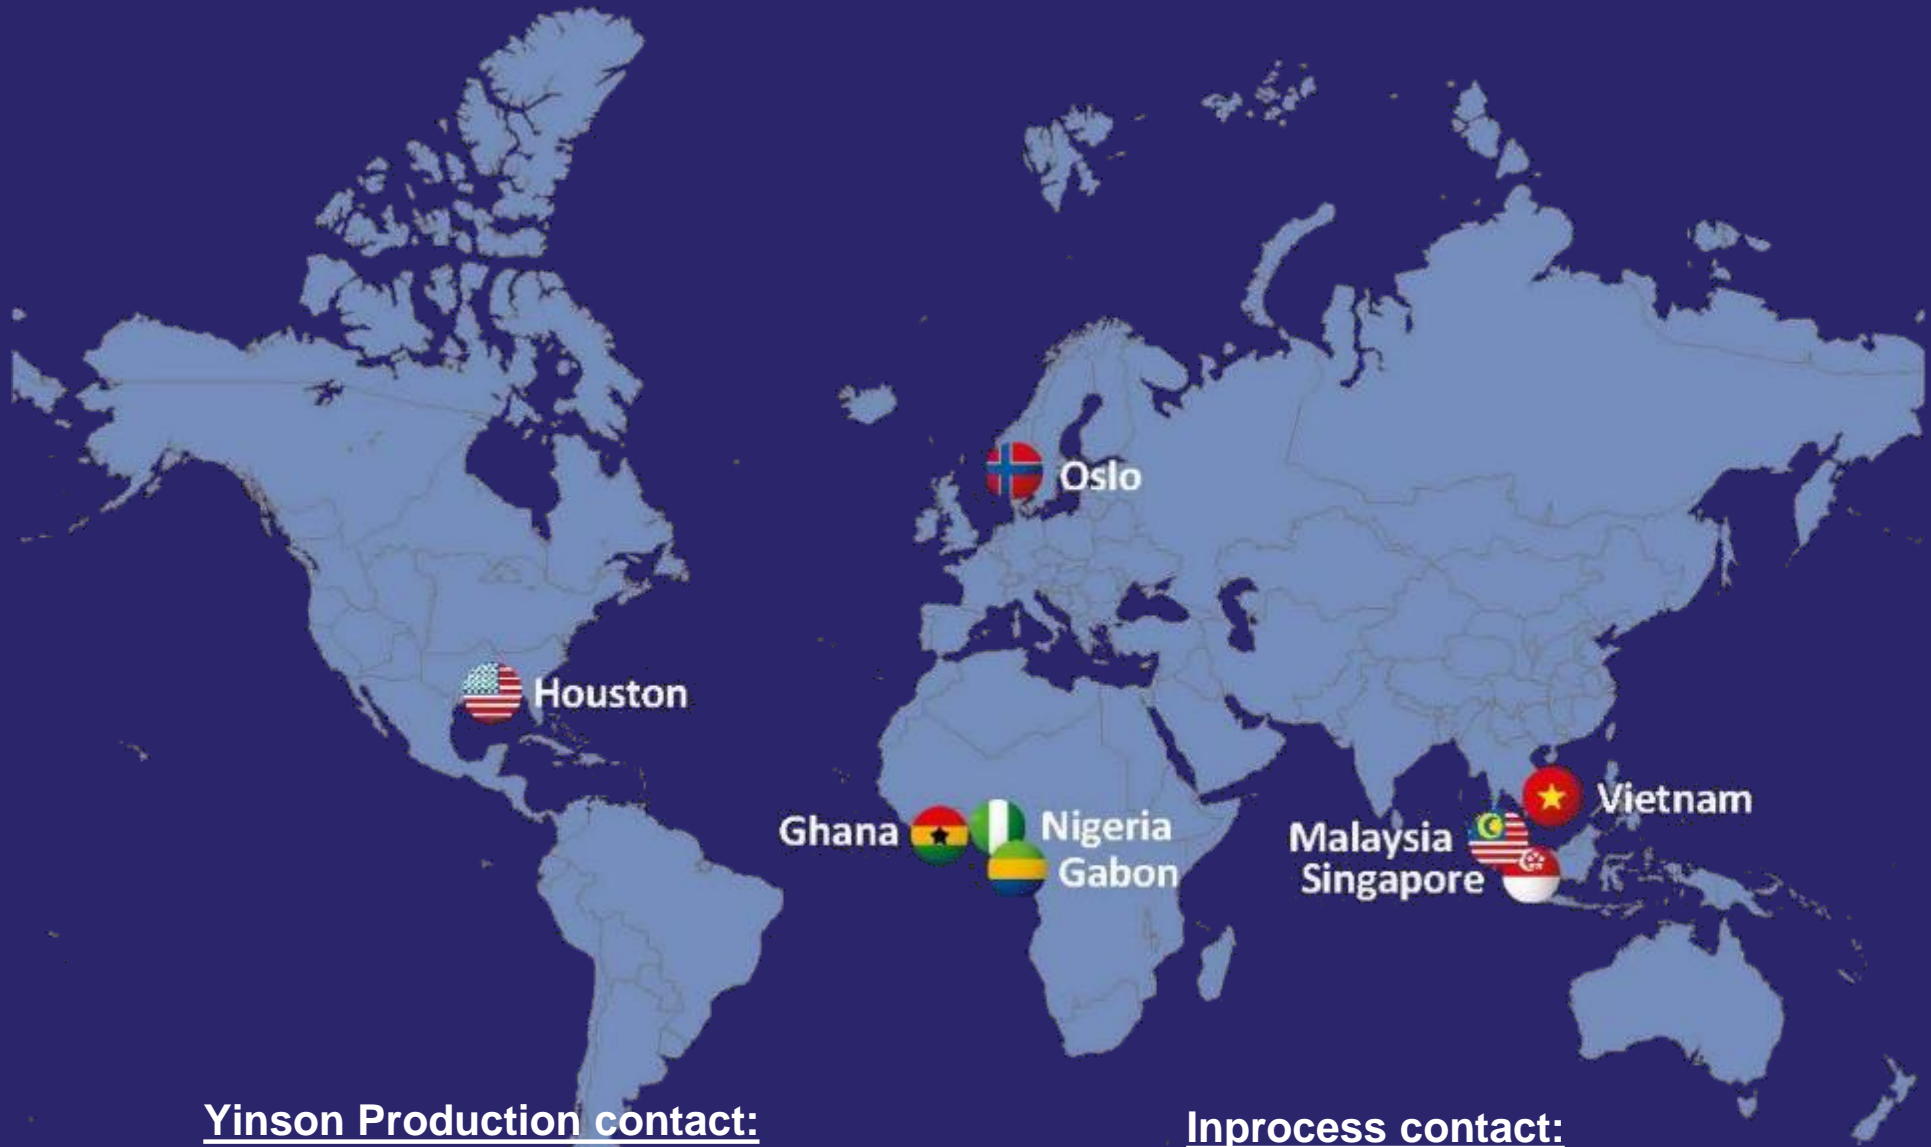 Oslo
Houston
Vietnam
Ghana
Nigeria
Malaysia
Gabon
Singapore
Yinson Production contact:
Inprocess contact: